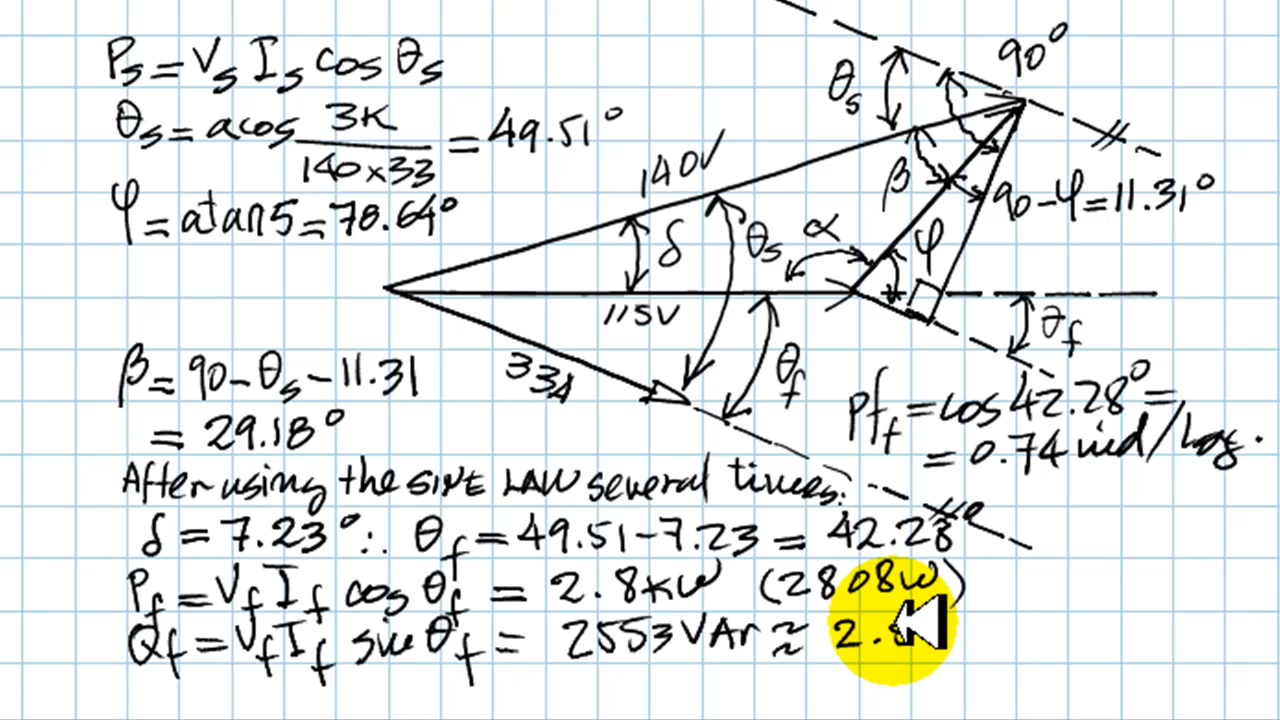 Ps = Vs Is cos θs
θs = acos 3K / 140×33 = 49.51°
φ = atan 5 = 78.64°
90°
θs
140V
β
90-φ = 11.31°
δ
θs
α
φ
115V
θf
θf
33A
β = 90 - θs - 11.31
= 29.18°
pff = cos 42.28° =
= 0.74 ind/Lag.
After using the SINE LAW several times:
δ = 7.23° ∴ θf = 49.51 - 7.23 = 42.28°
Pf = Vf If cos θf = 2.8KW (2808W)
Qf = Vf If sin θf = 2553VAr ≈ 2.